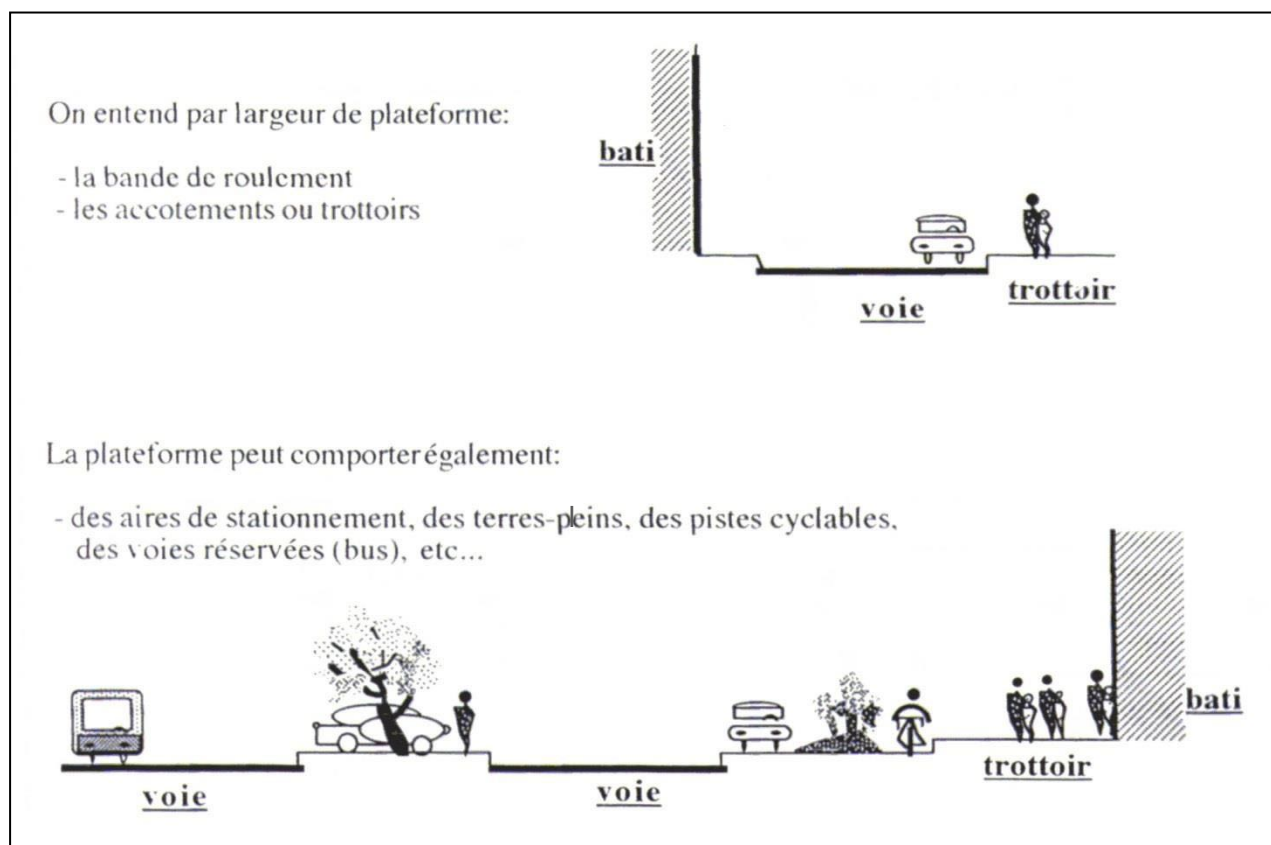 On entend par largeur de plateforme:
bati
- la bande de roulement
- les accotements ou trottoirs
voie
trottoir
La plateforme peut comporter également:
- des aires de stationnement, des terres-pleins, des pistes cyclables,
des voies réservées (bus), etc...
bati
voie
voie
trottoir